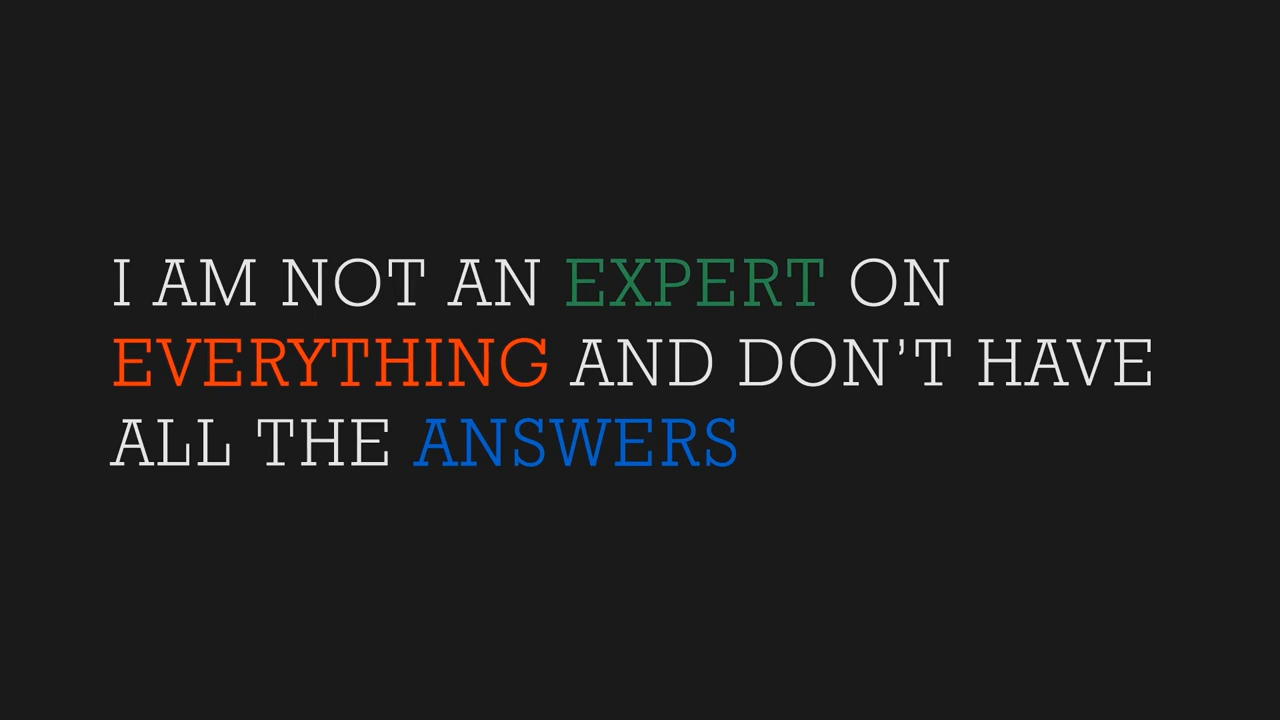 I AM NOT AN EXPERT ON
EVERYTHING AND DON’T HAVE
ALL THE ANSWERS